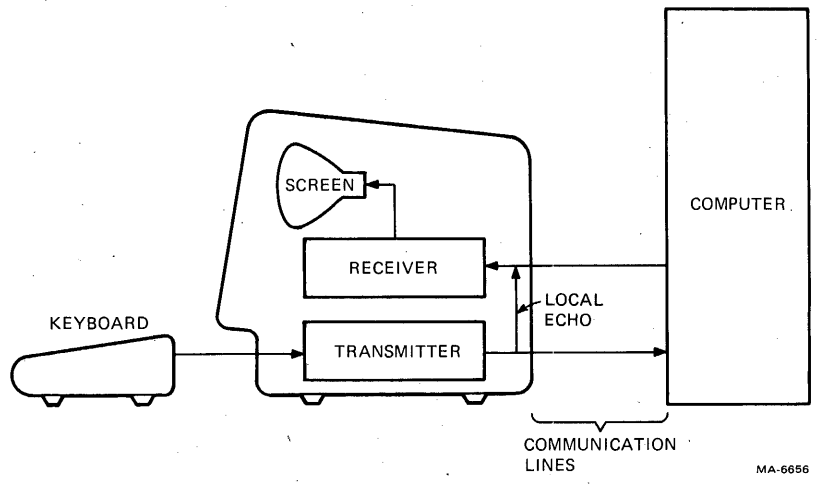 COMPUTER
SCREEN
RECEIVER
LOCAL
ECHO
KEYBOARD
TRANSMITTER
COMMUNICATION
LINES
MA-6656